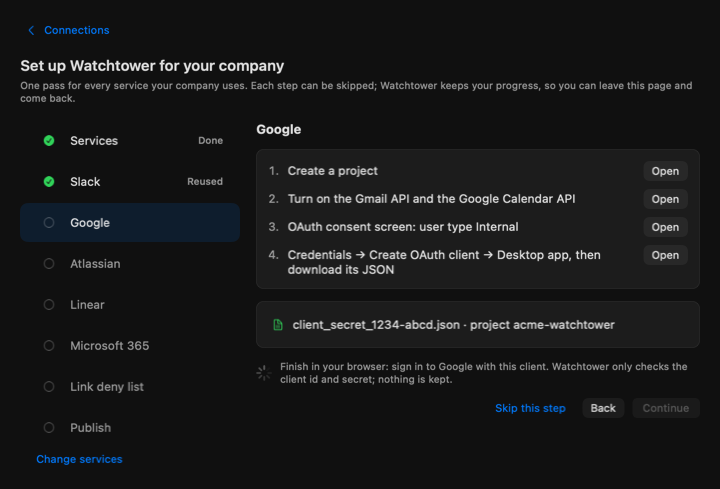 Connections
Set up Watchtower for your company
One pass for every service your company uses. Each step can be skipped; Watchtower keeps your progress, so you can leave this page and
come back.
Services Done
Slack Reused
Google
Atlassian
Linear
Microsoft 365
Link deny list
Publish
Change services
Google
1. Create a project Open
2. Turn on the Gmail API and the Google Calendar API Open
3. OAuth consent screen: user type Internal Open
4. Credentials → Create OAuth client → Desktop app, then Open
download its JSON
client_secret_1234-abcd.json · project acme-watchtower
Finish in your browser: sign in to Google with this client. Watchtower only checks the
client id and secret; nothing is kept.
Skip this step Back Continue